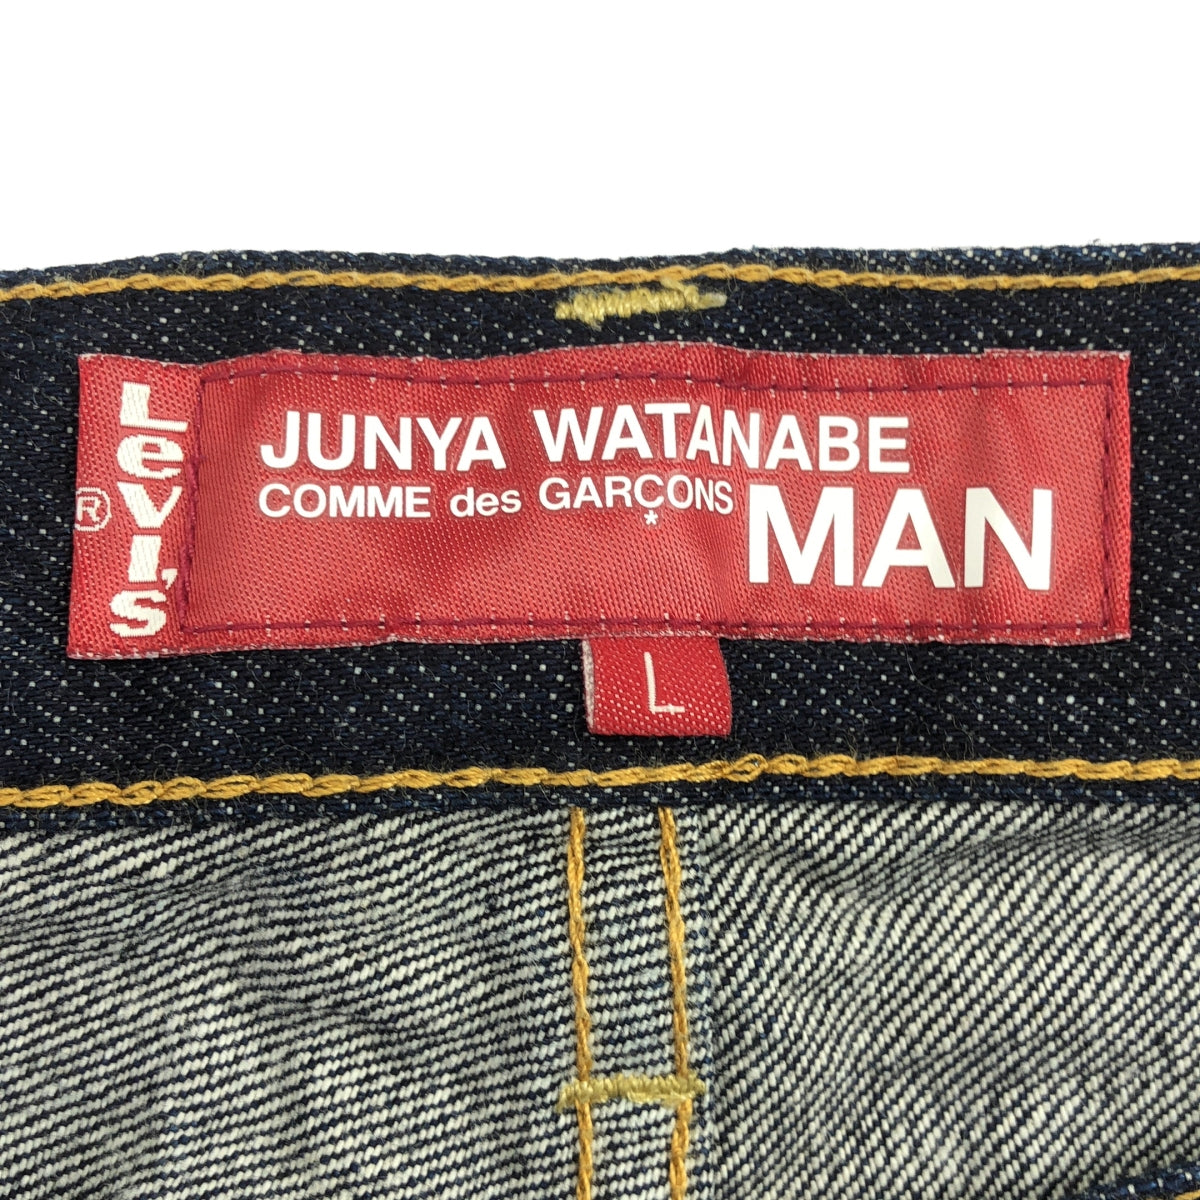 Levi's
®
JUNYA WATANABE
COMME des GARÇONS
MAN
L